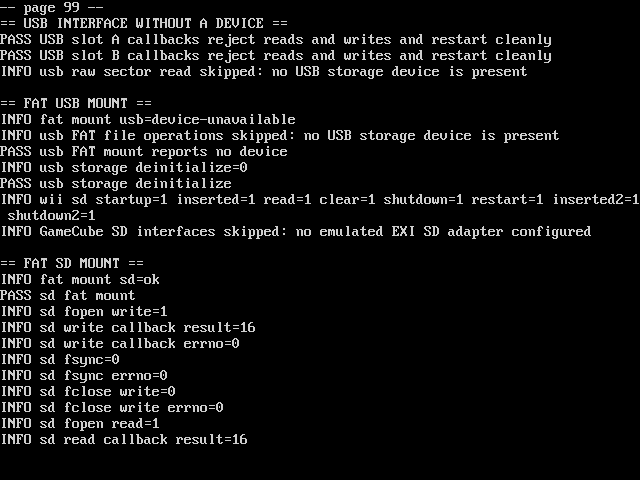 -- page 99 --
== USB INTERFACE WITHOUT A DEVICE ==
PASS USB slot A callbacks reject reads and writes and restart cleanly
PASS USB slot B callbacks reject reads and writes and restart cleanly
INFO usb raw sector read skipped: no USB storage device is present

== FAT USB MOUNT ==
INFO fat mount usb=device-unavailable
INFO usb FAT file operations skipped: no USB storage device is present
PASS usb FAT mount reports no device
INFO usb storage deinitialize=0
PASS usb storage deinitialize
INFO wii sd startup=1 inserted=1 read=1 clear=1 shutdown=1 restart=1 inserted2=1
 shutdown2=1
INFO GameCube SD interfaces skipped: no emulated EXI SD adapter configured

== FAT SD MOUNT ==
INFO fat mount sd=ok
PASS sd fat mount
INFO sd fopen write=1
INFO sd write callback result=16
INFO sd write callback errno=0
INFO sd fsync=0
INFO sd fsync errno=0
INFO sd fclose write=0
INFO sd fclose write errno=0
INFO sd fopen read=1
INFO sd read callback result=16